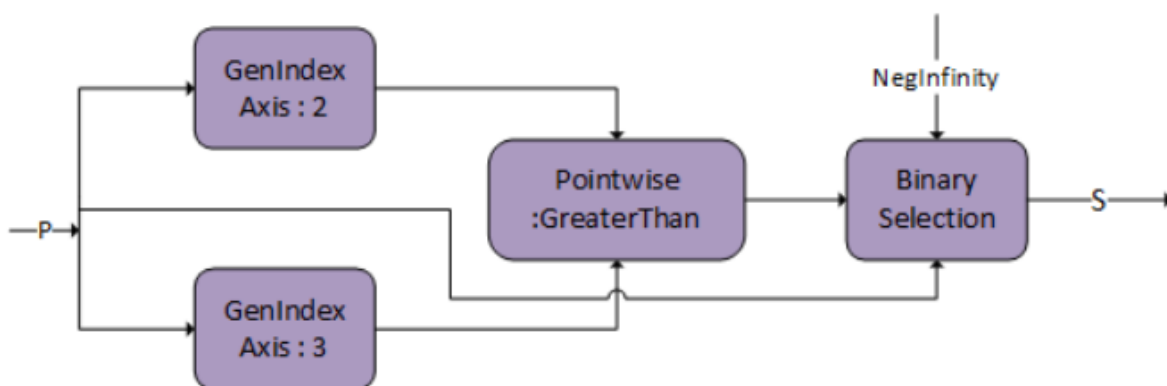 GenIndex
Axis : 2
NegInfinity
Pointwise
:GreaterThan
Binary
Selection
S
P
GenIndex
Axis : 3